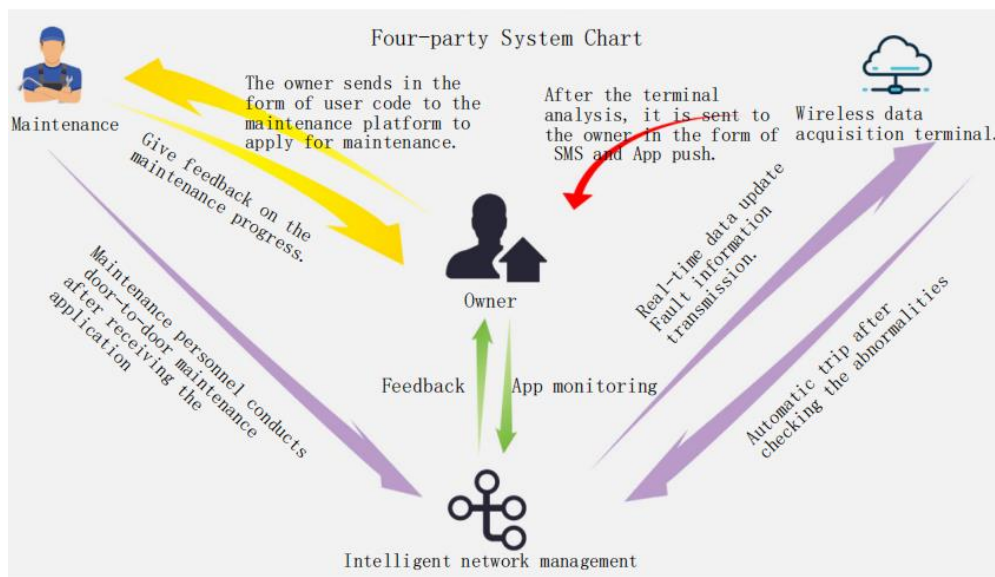 Four-party System Chart
Maintenance
The owner sends in the
form of user code to the
maintenance platform to
apply for maintenance.
After the terminal
analysis, it is sent to
the owner in the form of
SMS and App push.
Wireless data
acquisition terminal.
Give feedback on the
maintenance progress.
Owner
Maintenance personnel conducts
door-to-door maintenance
after receiving the
application
Real-time data update
Fault information
transmission.
Automatic trip after
checking the abnormalities
Feedback
App monitoring
Intelligent network management